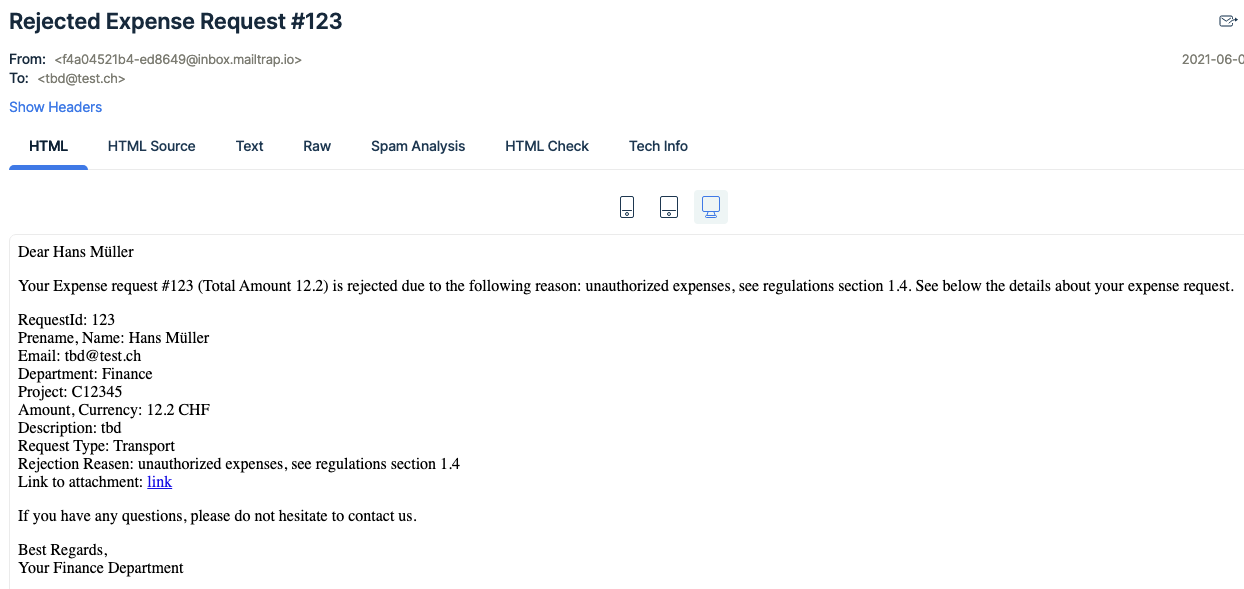 Rejected Expense Request #123
From: <f4a04521b4-ed8649@inbox.mailtrap.io>
2021-06-0
To: <tbd@test.ch>
Show Headers
HTML HTML Source Text Raw Spam Analysis HTML Check Tech Info
Dear Hans Müller
Your Expense request #123 (Total Amount 12.2) is rejected due to the following reason: unauthorized expenses, see regulations section 1.4. See below the details about your expense request.
RequestId: 123
Prename, Name: Hans Müller
Email: tbd@test.ch
Department: Finance
Project: C12345
Amount, Currency: 12.2 CHF
Description: tbd
Request Type: Transport
Rejection Reasen: unauthorized expenses, see regulations section 1.4
Link to attachment: link
If you have any questions, please do not hesitate to contact us.
Best Regards,
Your Finance Department